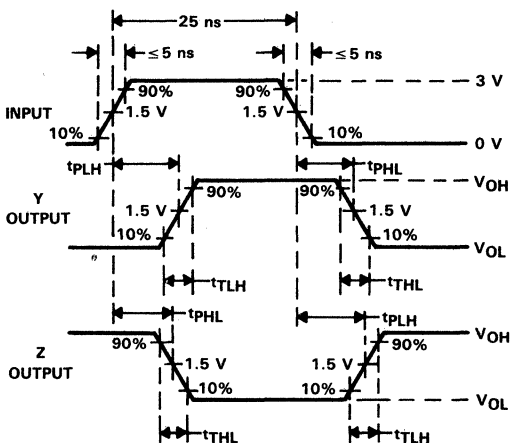 25 ns
≤5 ns
≤5 ns
90%
90%
3 V
INPUT
1.5 V
1.5 V
10%
10%
0 V
tPLH
tPHL
Y
OUTPUT
90%
90%
VOH
1.5 V
1.5 V
10%
10%
VOL
tTLH
tTHL
tPHL
tPLH
Z
OUTPUT
90%
90%
VOH
1.5 V
1.5 V
10%
10%
VOL
tTHL
tTLH